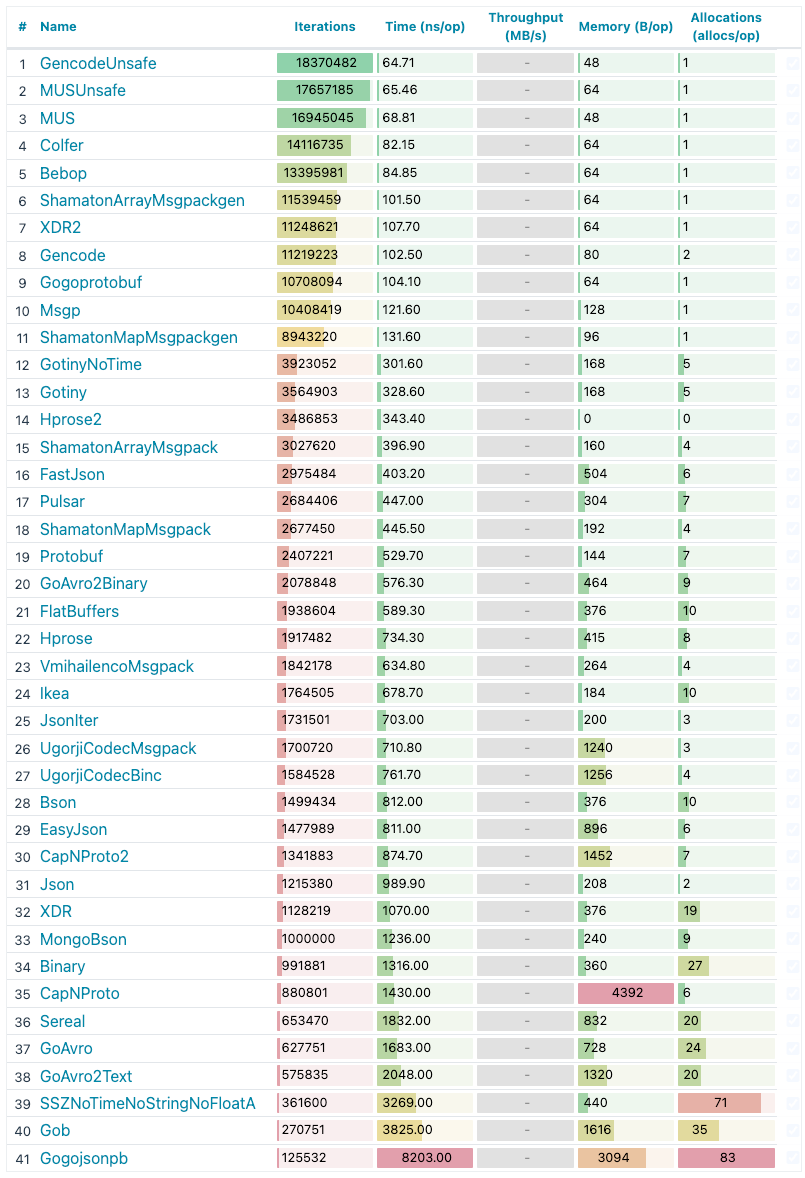 # Name Iterations Time (ns/op) Throughput (MB/s) Memory (B/op) Allocations (allocs/op)
1 GencodeUnsafe 18370482 64.71 - 48 1
2 MUSUnsafe 17657185 65.46 - 64 1
3 MUS 16945045 68.81 - 48 1
4 Colfer 14116735 82.15 - 64 1
5 Bebop 13395981 84.85 - 64 1
6 ShamatonArrayMsgpackgen 11539459 101.50 - 64 1
7 XDR2 11248621 107.70 - 64 1
8 Gencode 11219223 102.50 - 80 2
9 Gogoprotobuf 10708094 104.10 - 64 1
10 Msgp 10408419 121.60 - 128 1
11 ShamatonMapMsgpackgen 8943220 131.60 - 96 1
12 GotinyNoTime 3923052 301.60 - 168 5
13 Gotiny 3564903 328.60 - 168 5
14 Hprose2 3486853 343.40 - 0 0
15 ShamatonArrayMsgpack 3027620 396.90 - 160 4
16 FastJson 2975484 403.20 - 504 6
17 Pulsar 2684406 447.00 - 304 7
18 ShamatonMapMsgpack 2677450 445.50 - 192 4
19 Protobuf 2407221 529.70 - 144 7
20 GoAvro2Binary 2078848 576.30 - 464 9
21 FlatBuffers 1938604 589.30 - 376 10
22 Hprose 1917482 734.30 - 415 8
23 VmihailencoMsgpack 1842178 634.80 - 264 4
24 Ikea 1764505 678.70 - 184 10
25 JsonIter 1731501 703.00 - 200 3
26 UgorjiCodecMsgpack 1700720 710.80 - 1240 3
27 UgorjiCodecBinc 1584528 761.70 - 1256 4
28 Bson 1499434 812.00 - 376 10
29 EasyJson 1477989 811.00 - 896 6
30 CapNProto2 1341883 874.70 - 1452 7
31 Json 1215380 989.90 - 208 2
32 XDR 1128219 1070.00 - 376 19
33 MongoBson 1000000 1236.00 - 240 9
34 Binary 991881 1316.00 - 360 27
35 CapNProto 880801 1430.00 - 4392 6
36 Sereal 653470 1832.00 - 832 20
37 GoAvro 627751 1683.00 - 728 24
38 GoAvro2Text 575835 2048.00 - 1320 20
39 SSZNoTimeNoStringNoFloatA 361600 3269.00 - 440 71
40 Gob 270751 3825.00 - 1616 35
41 Gogojsonpb 125532 8203.00 - 3094 83